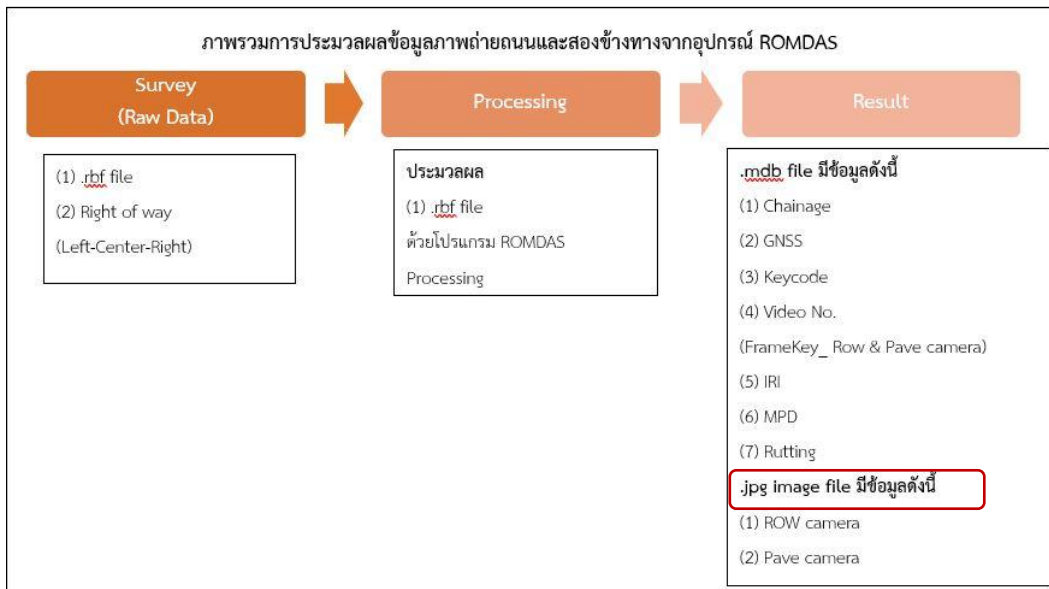 ภาพรวมการประมวลผลข้อมูลภาพถ่ายถนนและสองข้างทางจากอุปกรณ์ ROMDAS
Survey
(Raw Data)
Processing
Result
(1) .rbf file
(2) Right of way
(Left-Center-Right)
ประมวลผล
(1) .rbf file
ด้วยโปรแกรม ROMDAS
Processing
.mdb file มีข้อมูลดังนี้
(1) Chainage
(2) GNSS
(3) Keycode
(4) Video No.
(FrameKey_ Row & Pave camera)
(5) IRI
(6) MPD
(7) Rutting
.jpg image file มีข้อมูลดังนี้
(1) ROW camera
(2) Pave camera